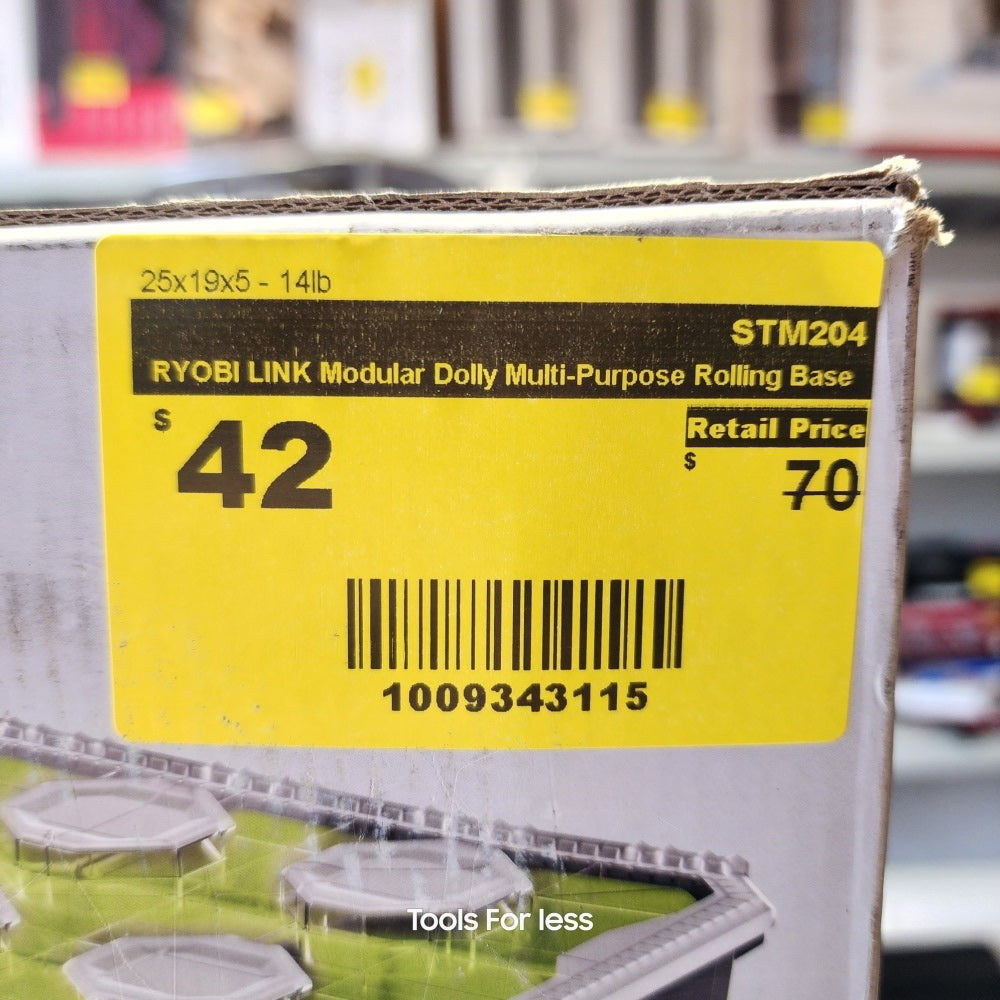 25x19x5 - 14lb
STM204
RYOBI LINK Modular Dolly Multi-Purpose Rolling Base
$ 42
Retail Price
$ 70
1009343115
Tools For less